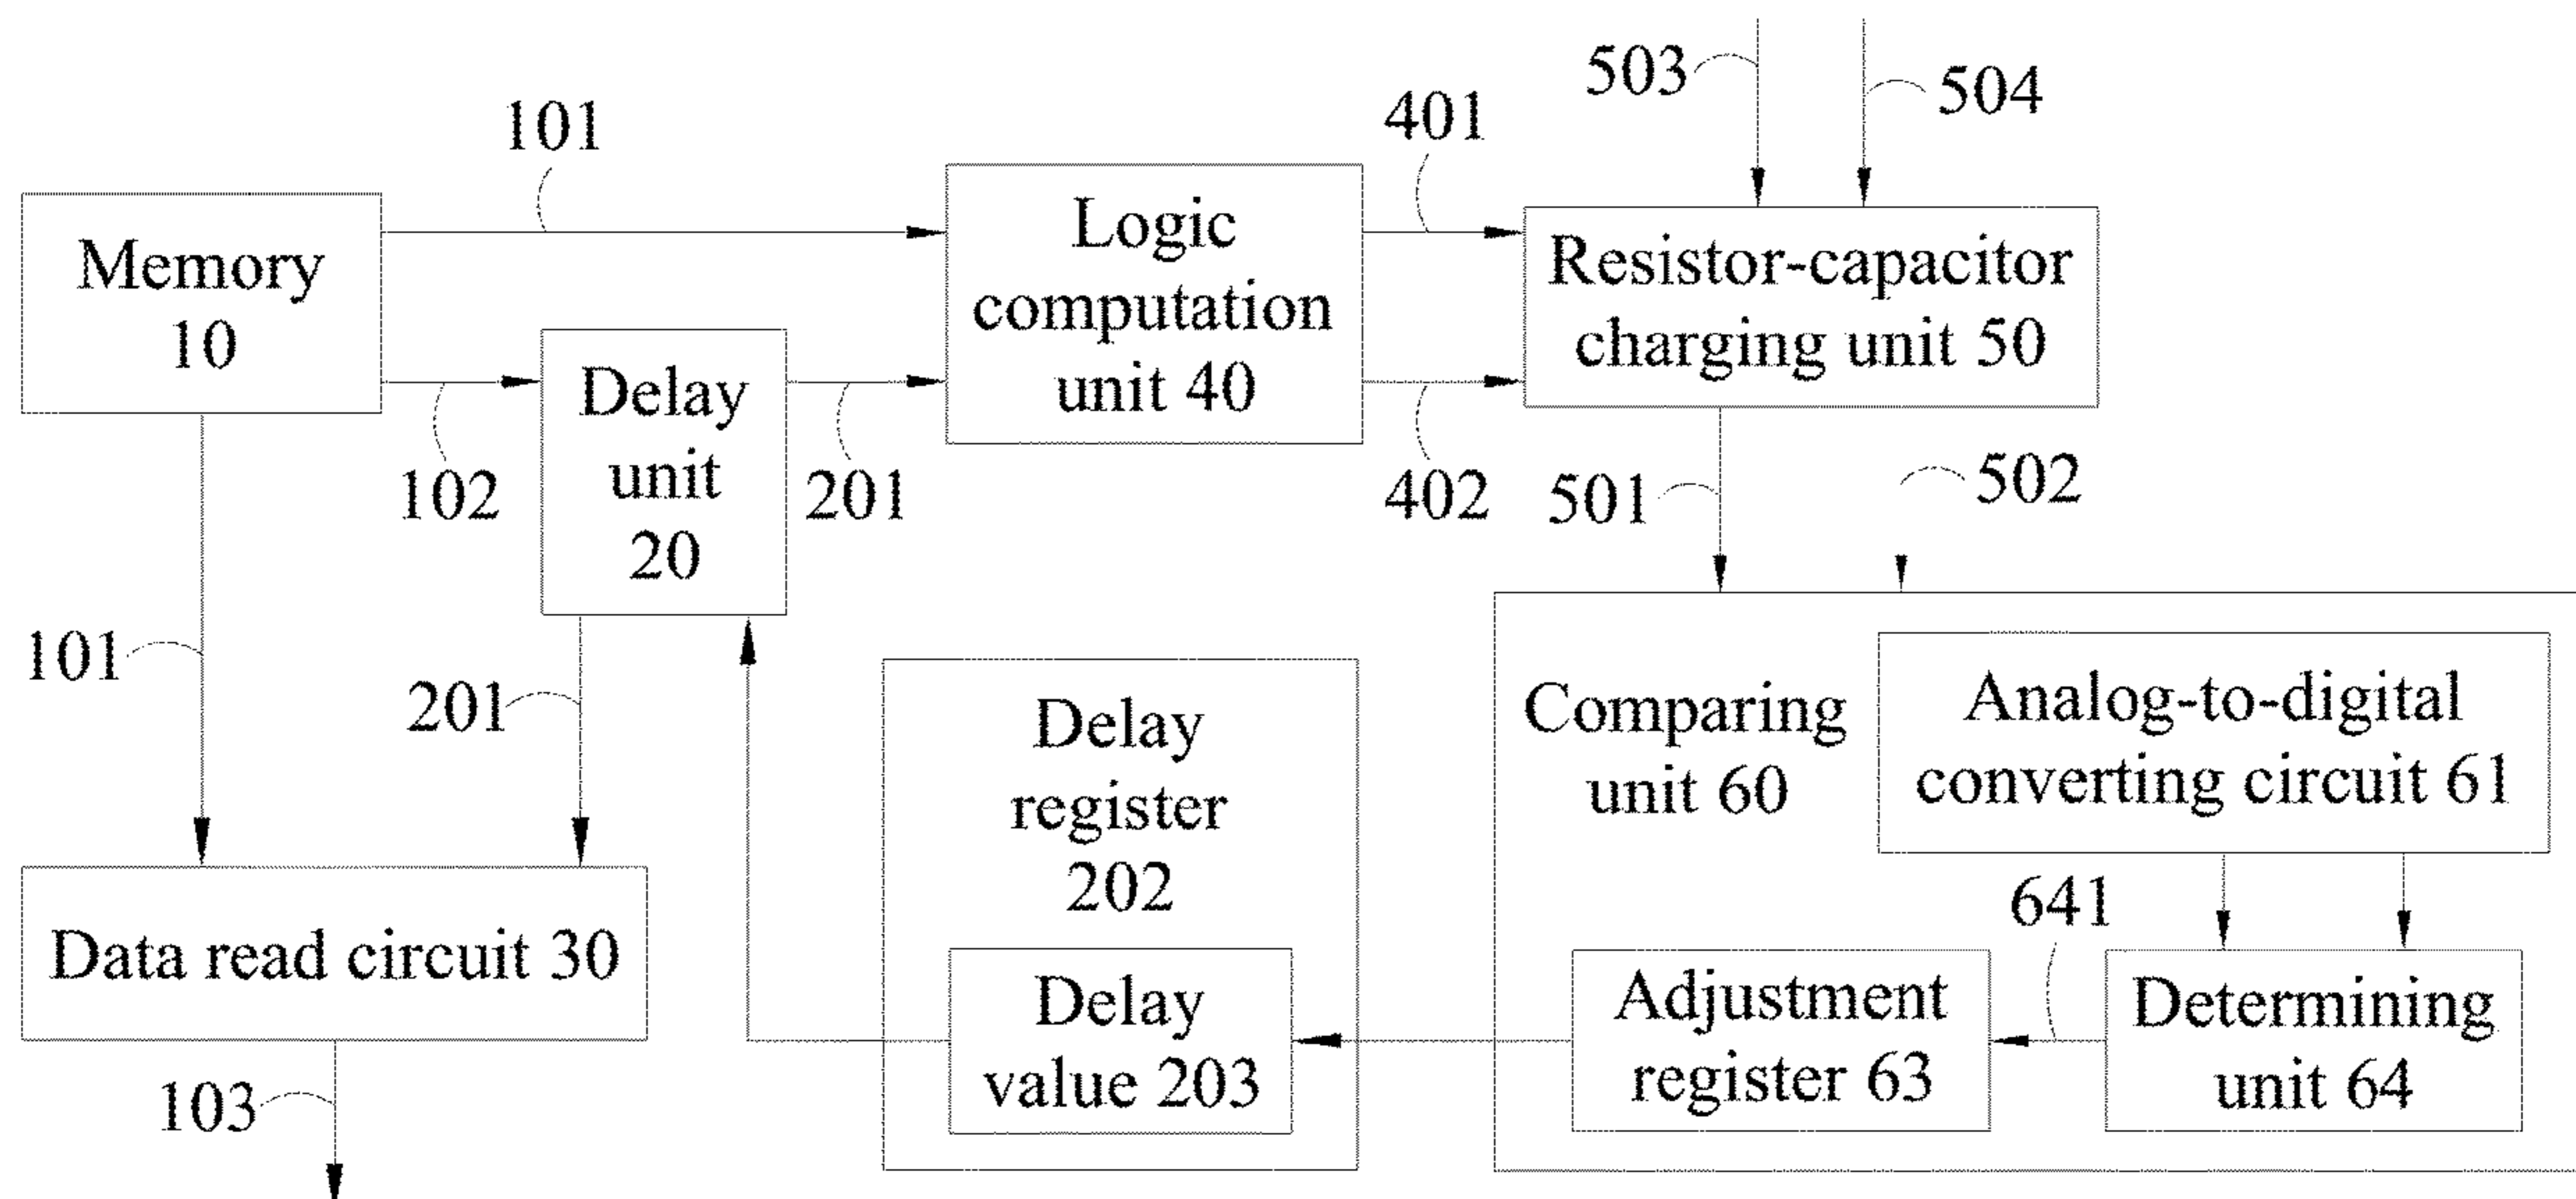 503
504
101
401
Memory
10
Logic
computation
unit 40
Resistor-capacitor
charging unit 50
102
Delay
unit
20
201
402
501
502
101
201
Delay
register
202
Delay
value 203
Comparing
unit 60
Analog-to-digital
converting circuit 61
641
Adjustment
register 63
Determining
unit 64
Data read circuit 30
103